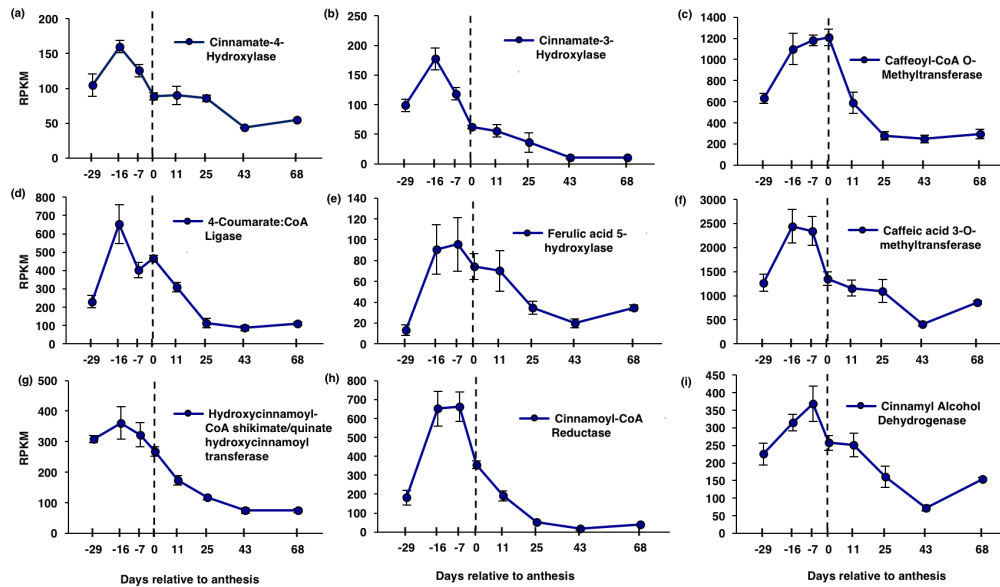 (a)
200
150
100
50
0
RPKM
Cinnamate-4-
Hydroxylase
-29 -16 -7 0 11 25 43 68
(b)
300
250
200
150
100
50
0
Cinnamate-3-
Hydroxylase
-29 -16 -7 0 11 25 43 68
(c)
1400
1200
1000
800
600
400
200
0
Caffeoyl-CoA O-
Methyltransferase
-29 -16 -7 0 11 25 43 68
(d)
800
700
600
500
400
300
200
100
0
RPKM
4-Coumarate:CoA
Ligase
-29 -16 -7 0 11 25 43 68
(e)
140
120
100
80
60
40
20
0
Ferulic acid 5-
hydroxylase
-29 -16 -7 0 11 25 43 68
(f)
3000
2500
2000
1500
1000
500
0
Caffeic acid 3-O-
methyltransferase
-29 -16 -7 0 11 25 43 68
(g)
500
400
300
200
100
0
RPKM
Hydroxycinnamoyl-
CoA shikimate/quinate
hydroxycinnamoyl
transferase
-29 -16 -7 0 11 25 43 68
Days relative to anthesis
(h)
800
700
600
500
400
300
200
100
0
Cinnamoyl-CoA
Reductase
-29 -16 -7 0 11 25 43 68
Days relative to anthesis
(i)
450
400
350
300
250
200
150
100
50
0
Cinnamyl Alcohol
Dehydrogenase
-29 -16 -7 0 11 25 43 68
Days relative to anthesis